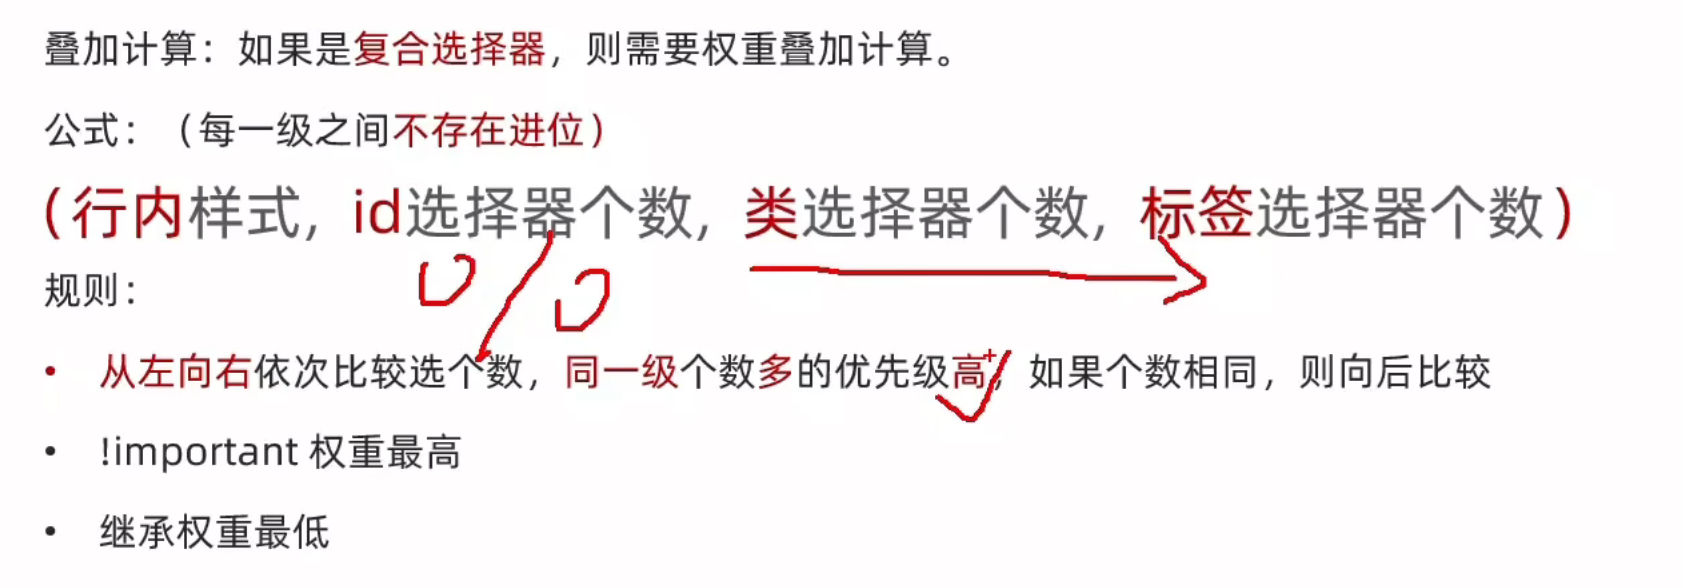 叠加计算：如果是复合选择器，则需要权重叠加计算。
公式：（每一级之间不存在进位）
（行内样式，id选择器个数，类选择器个数，标签选择器个数）
规则：
• 从左向右依次比较选个数，同一级个数多的优先级高，如果个数相同，则向后比较
• !important 权重最高
• 继承权重最低